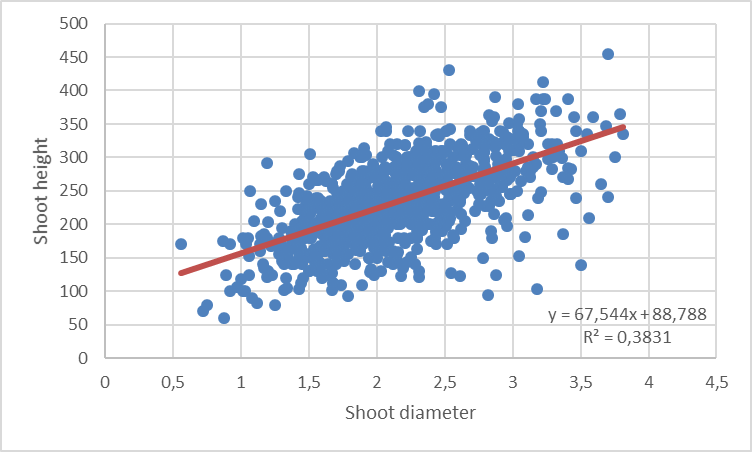 500
450
400
350
300
250
200
150
100
50
0
Shoot height
y = 67,544x + 88,788
R² = 0,3831
0 0,5 1 1,5 2 2,5 3 3,5 4 4,5
Shoot diameter